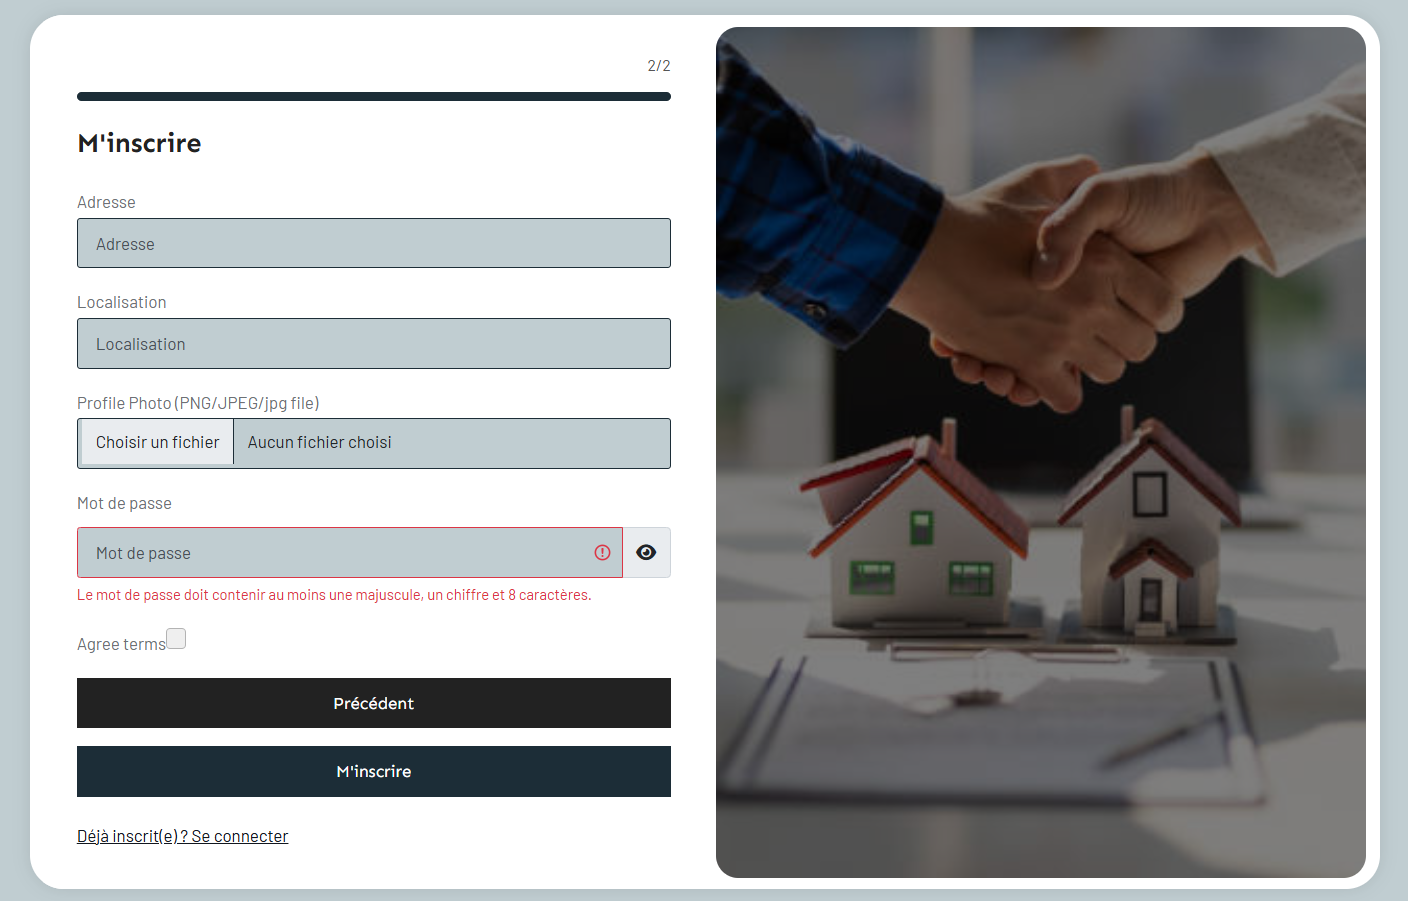 2/2
M'inscrire
Adresse
Adresse
Localisation
Localisation
Profile Photo (PNG/JPEG/jpg file)
Choisir un fichier Aucun fichier choisi
Mot de passe
Mot de passe
Le mot de passe doit contenir au moins une majuscule, un chiffre et 8 caractères.
Agree terms
Précédent
M'inscrire
Déjà inscrit(e) ? Se connecter